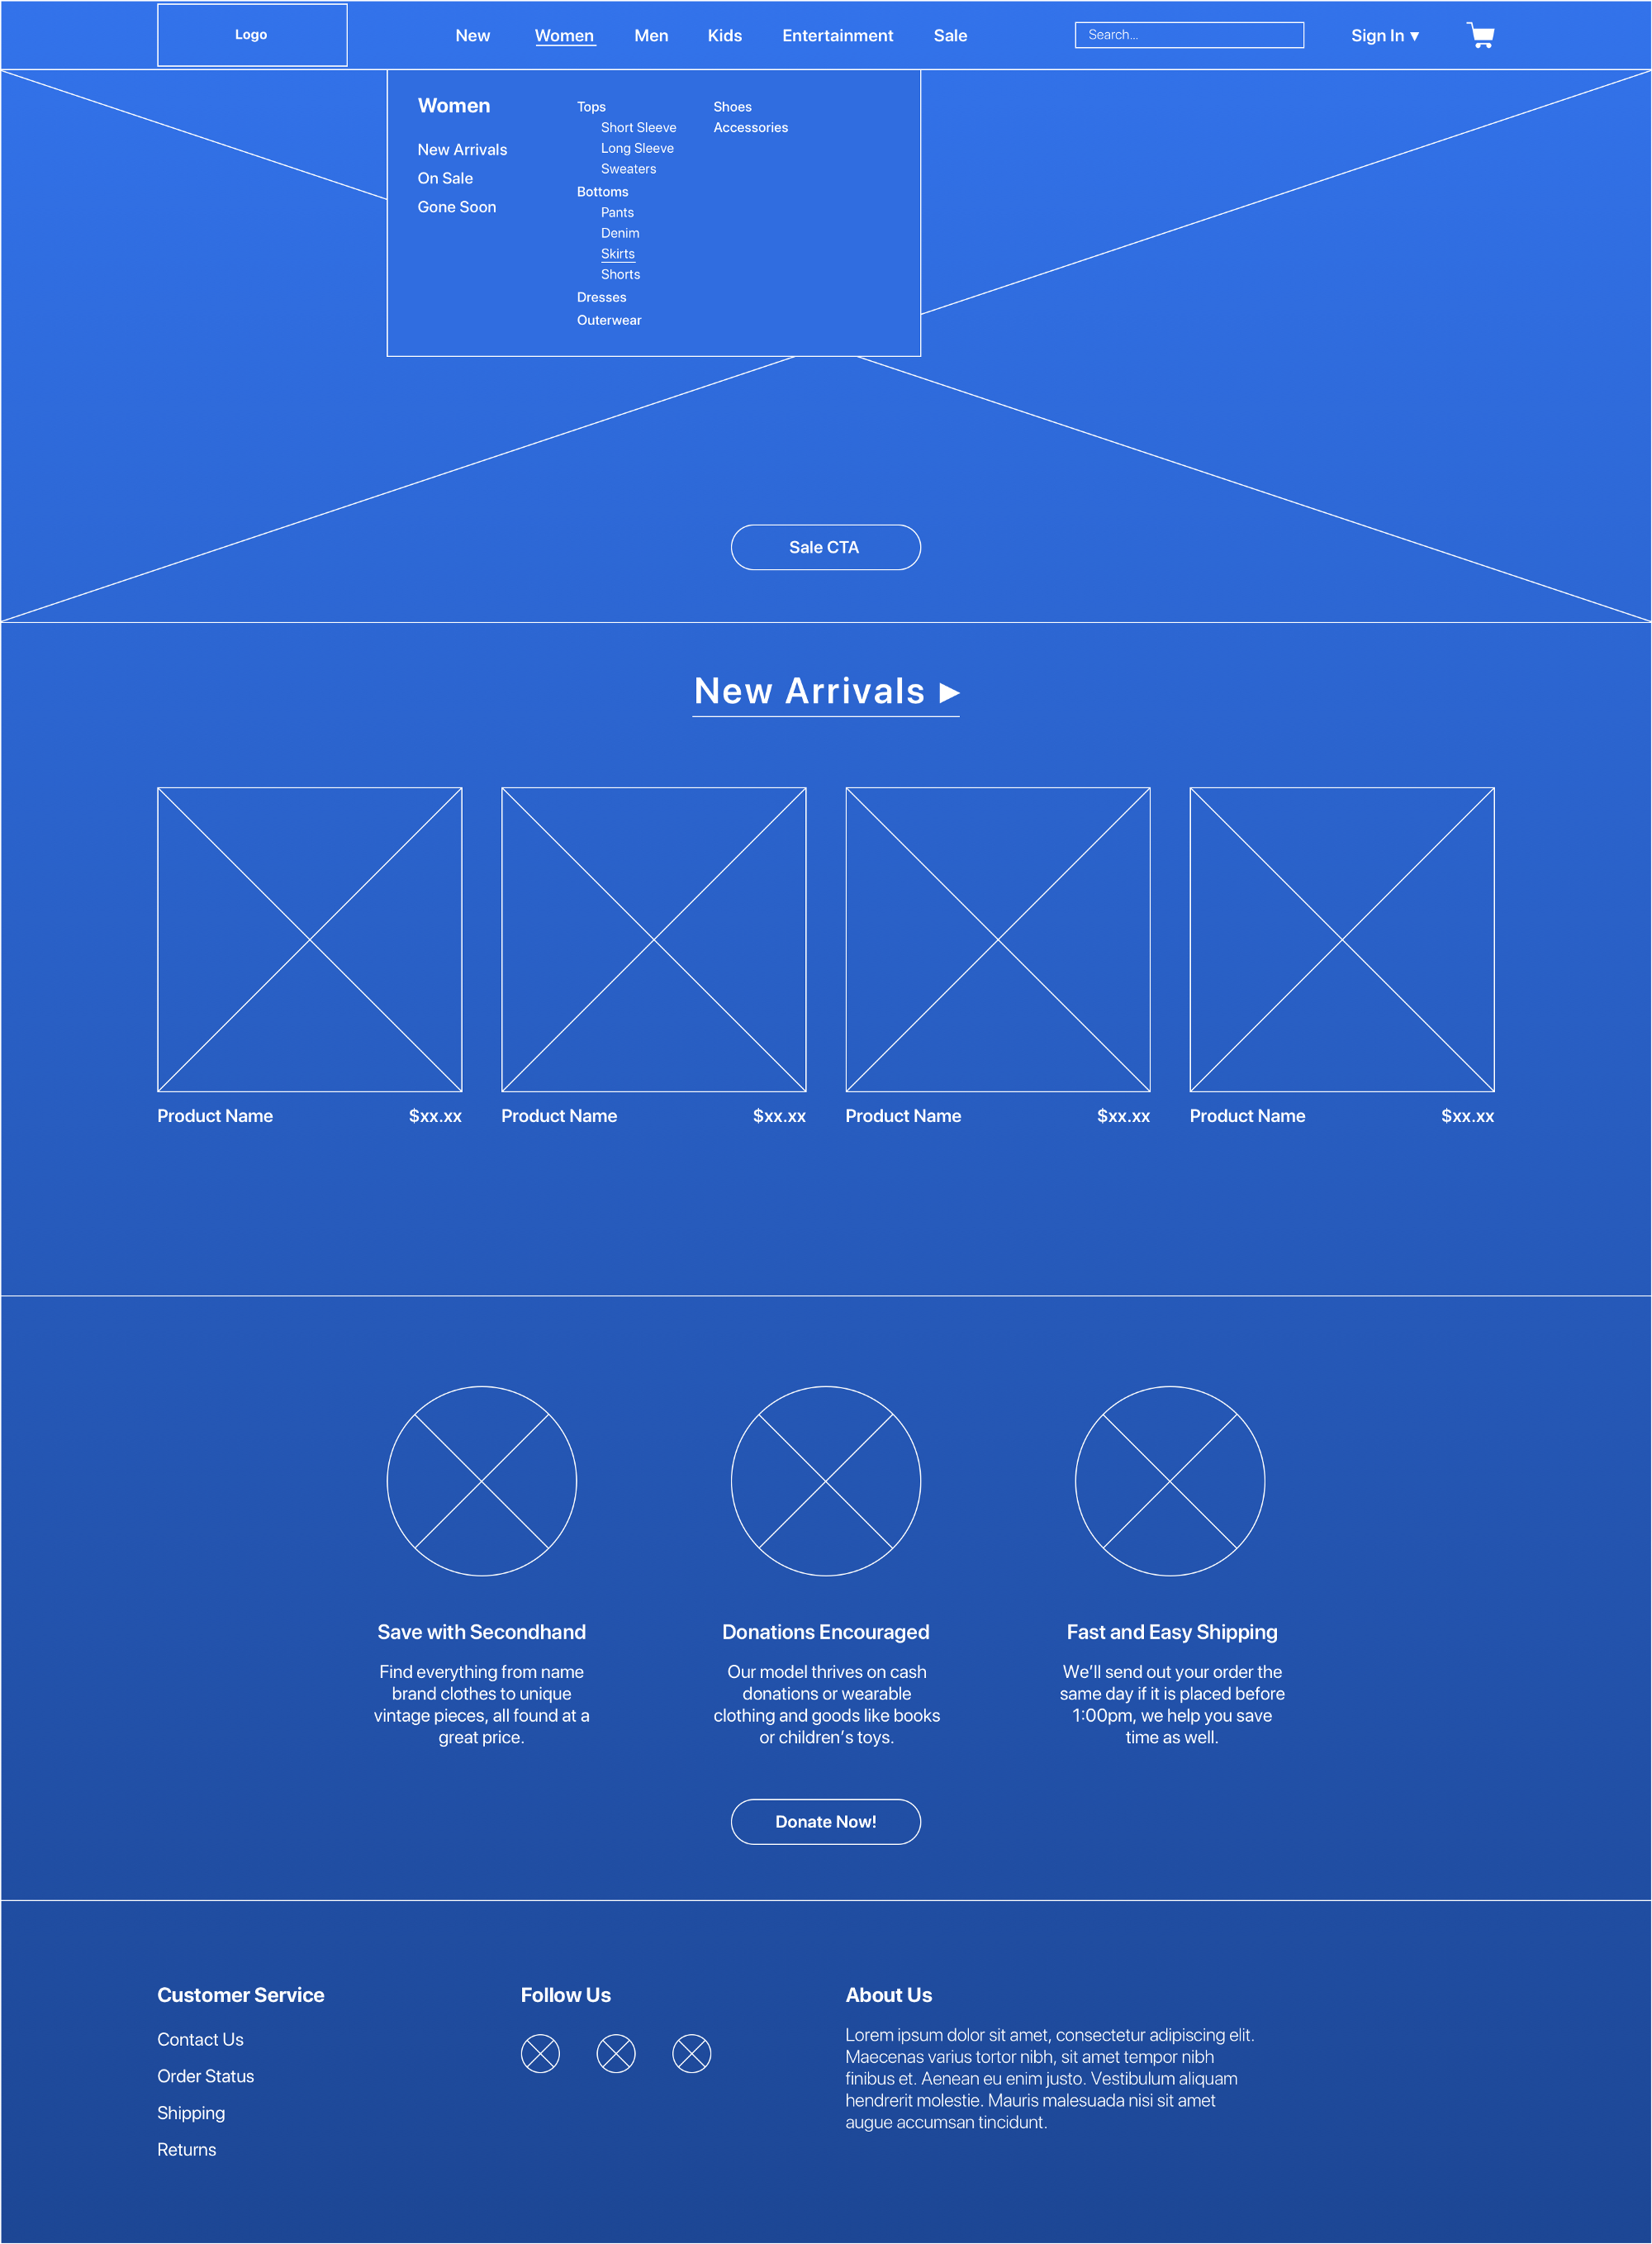 Logo
New Women Men Kids Entertainment Sale Search... Sign In ▼
Women
New Arrivals
On Sale
Gone Soon
Tops
Short Sleeve
Long Sleeve
Sweaters
Bottoms
Pants
Denim
Skirts
Shorts
Dresses
Outerwear
Shoes
Accessories
Sale CTA
New Arrivals ▶
Product Name $xx.xx
Product Name $xx.xx
Product Name $xx.xx
Product Name $xx.xx
Save with Secondhand
Find everything from name
brand clothes to unique
vintage pieces, all found at a
great price.
Donations Encouraged
Our model thrives on cash
donations or wearable
clothing and goods like books
or children’s toys.
Fast and Easy Shipping
We’ll send out your order the
same day if it is placed before
1:00pm, we help you save
time as well.
Donate Now!
Customer Service
Contact Us
Order Status
Shipping
Returns
Follow Us
About Us
Lorem ipsum dolor sit amet, consectetur adipiscing elit.
Maecenas varius tortor nibh, sit amet tempor nibh
finibus et. Aenean eu enim justo. Vestibulum aliquam
hendrerit molestie. Mauris malesuada nisi sit amet
augue accumsan tincidunt.